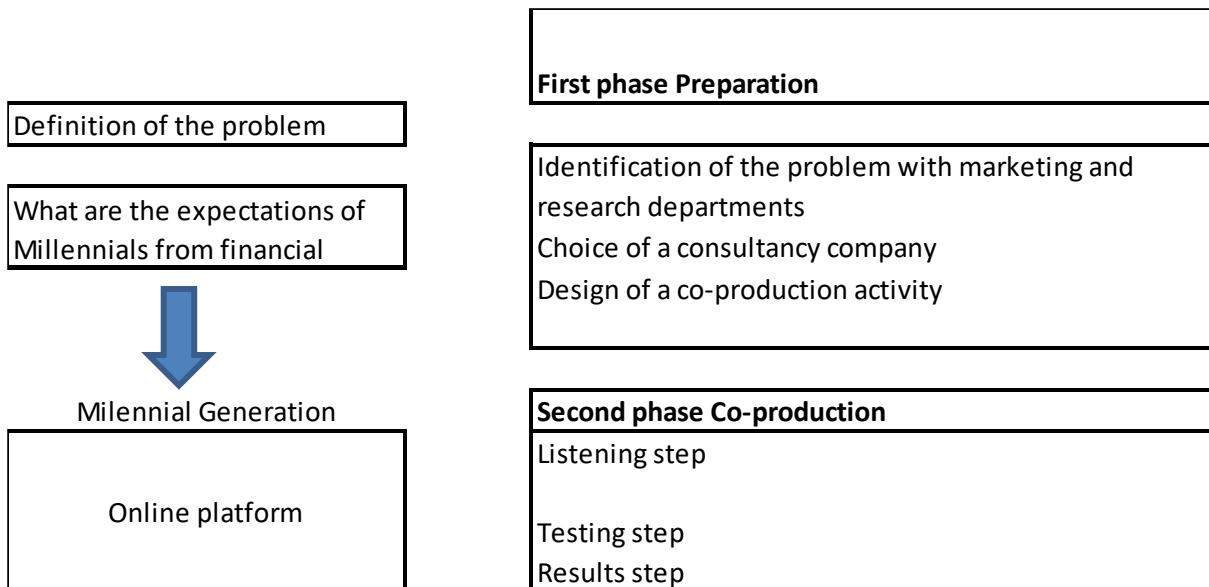 First phase Preparation
Definition of the problem
What are the expectations of
Millennials from financial
Identification of the problem with marketing and
research departments
Choice of a consultancy company
Design of a co-production activity
Milennial Generation
Online platform
Second phase Co-production
Listening step
Testing step
Results step